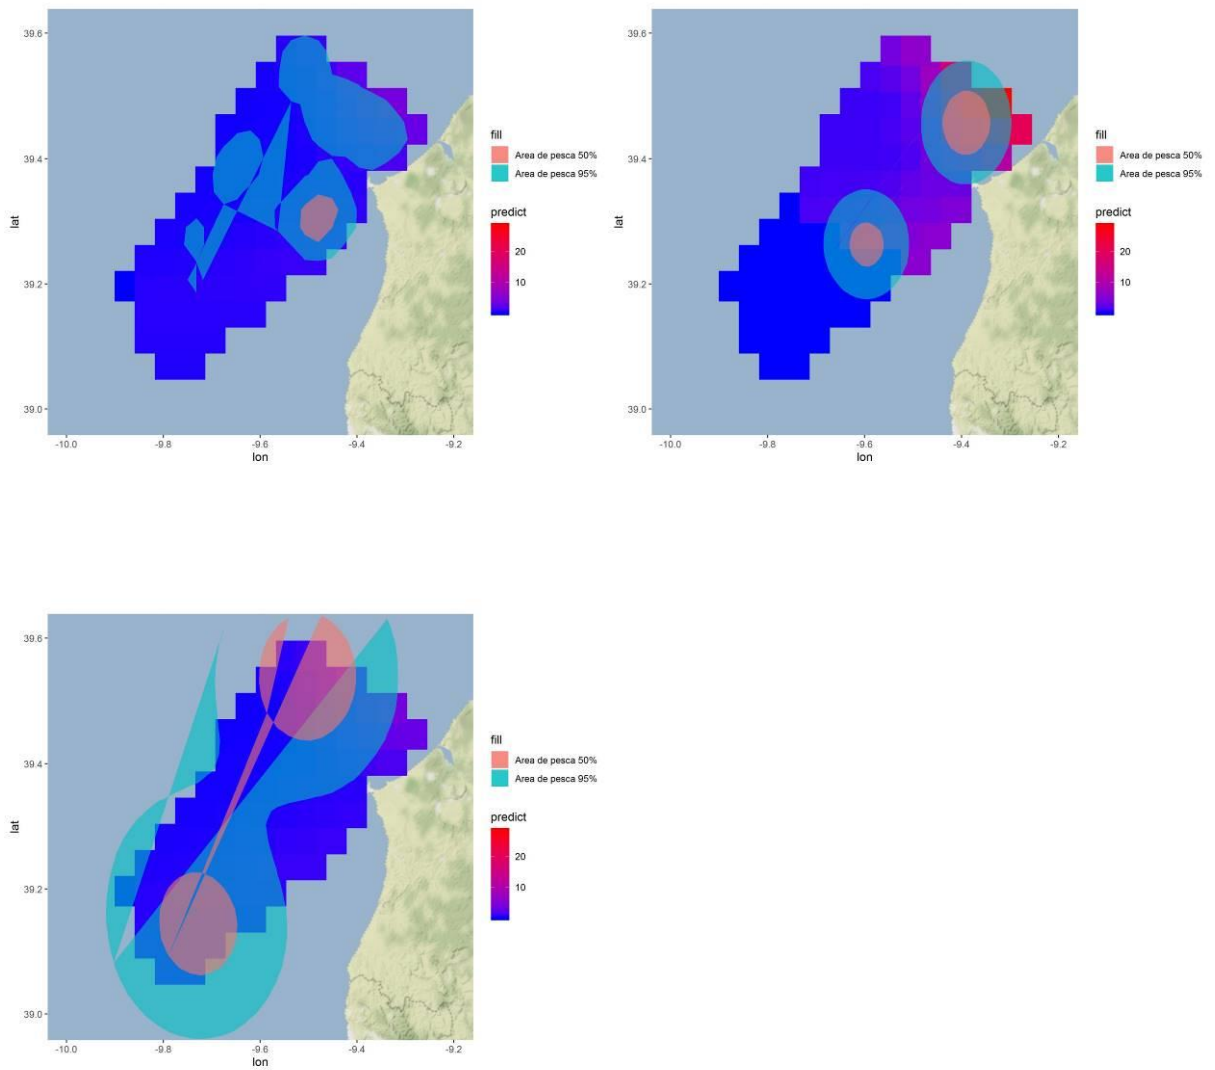 39.6
39.4
39.2
39.0
lat
-10.0
-9.8
-9.6
-9.4
-9.2
lon
fill
Area de pesca 50%
Area de pesca 95%
predict
20
10
39.6
39.4
39.2
39.0
lat
-10.0
-9.8
-9.6
-9.4
-9.2
lon
fill
Area de pesca 50%
Area de pesca 95%
predict
20
10
39.6
39.4
39.2
39.0
lat
-10.0
-9.8
-9.6
-9.4
-9.2
lon
fill
Area de pesca 50%
Area de pesca 95%
predict
20
10